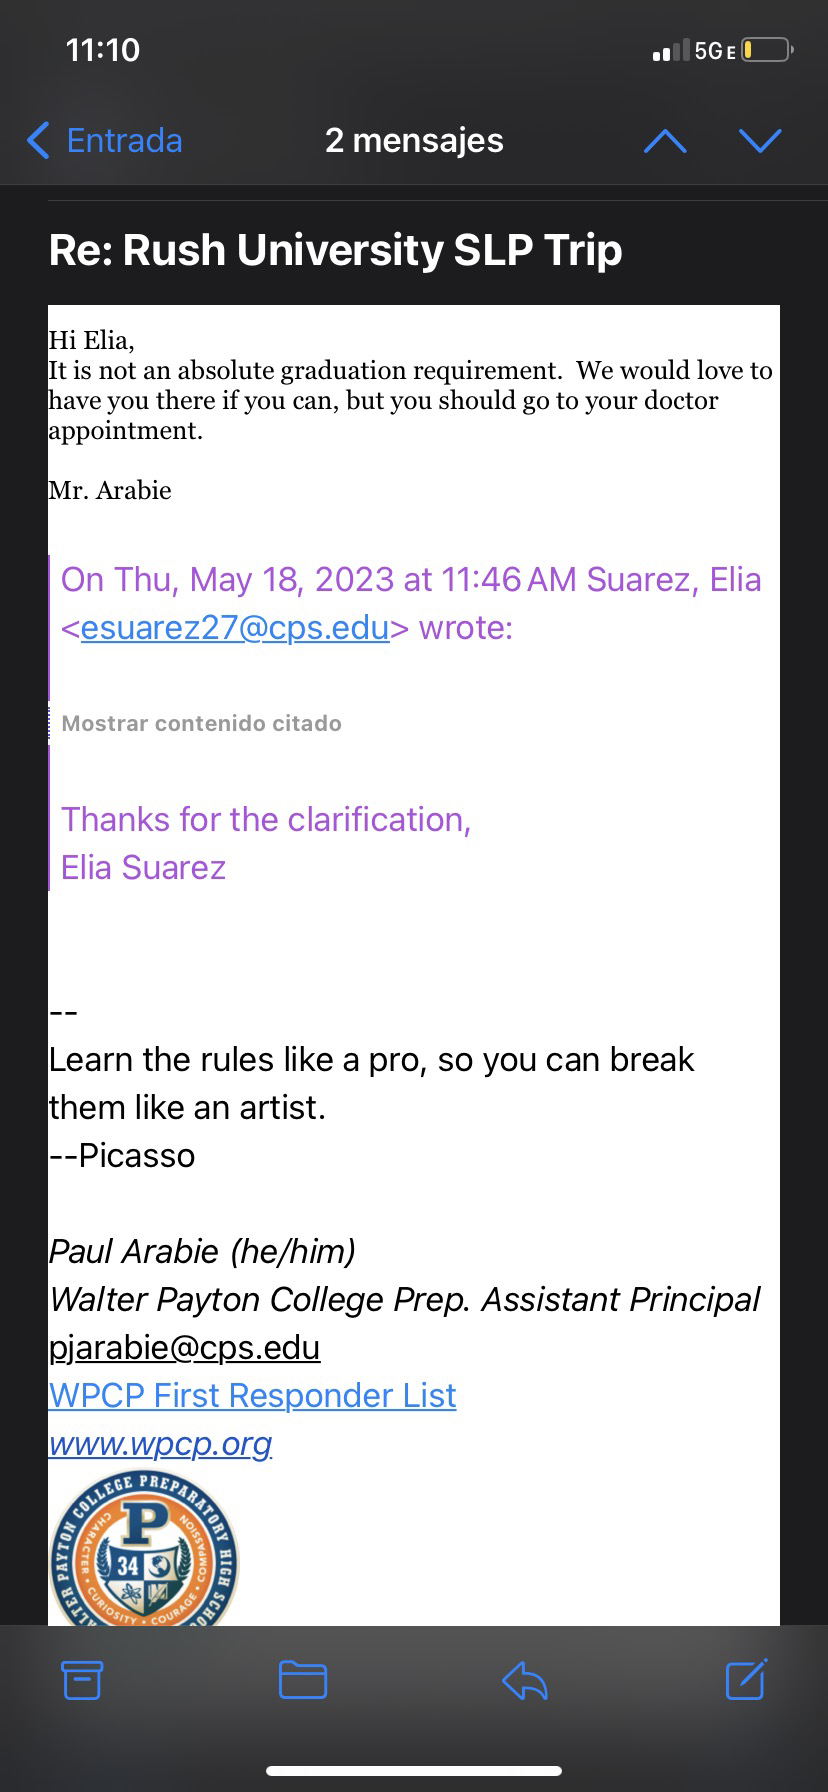 11:10
5G E
Entrada
2 mensajes
Re: Rush University SLP Trip
Hi Elia,
It is not an absolute graduation requirement.  We would love to
have you there if you can, but you should go to your doctor
appointment.
Mr. Arabie
On Thu, May 18, 2023 at 11:46 AM Suarez, Elia
<esuarez27@cps.edu> wrote:
Mostrar contenido citado
Thanks for the clarification,
Elia Suarez
--
Learn the rules like a pro, so you can break
them like an artist.
--Picasso
Paul Arabie (he/him)
Walter Payton College Prep. Assistant Principal
pjarabie@cps.edu
WPCP First Responder List
www.wpcp.org
ALTER PAYTON COLLEGE PREPARATORY HIGH SCHO
P
34
CHARACTER • CURIOSITY • COURAGE • COMPASSION